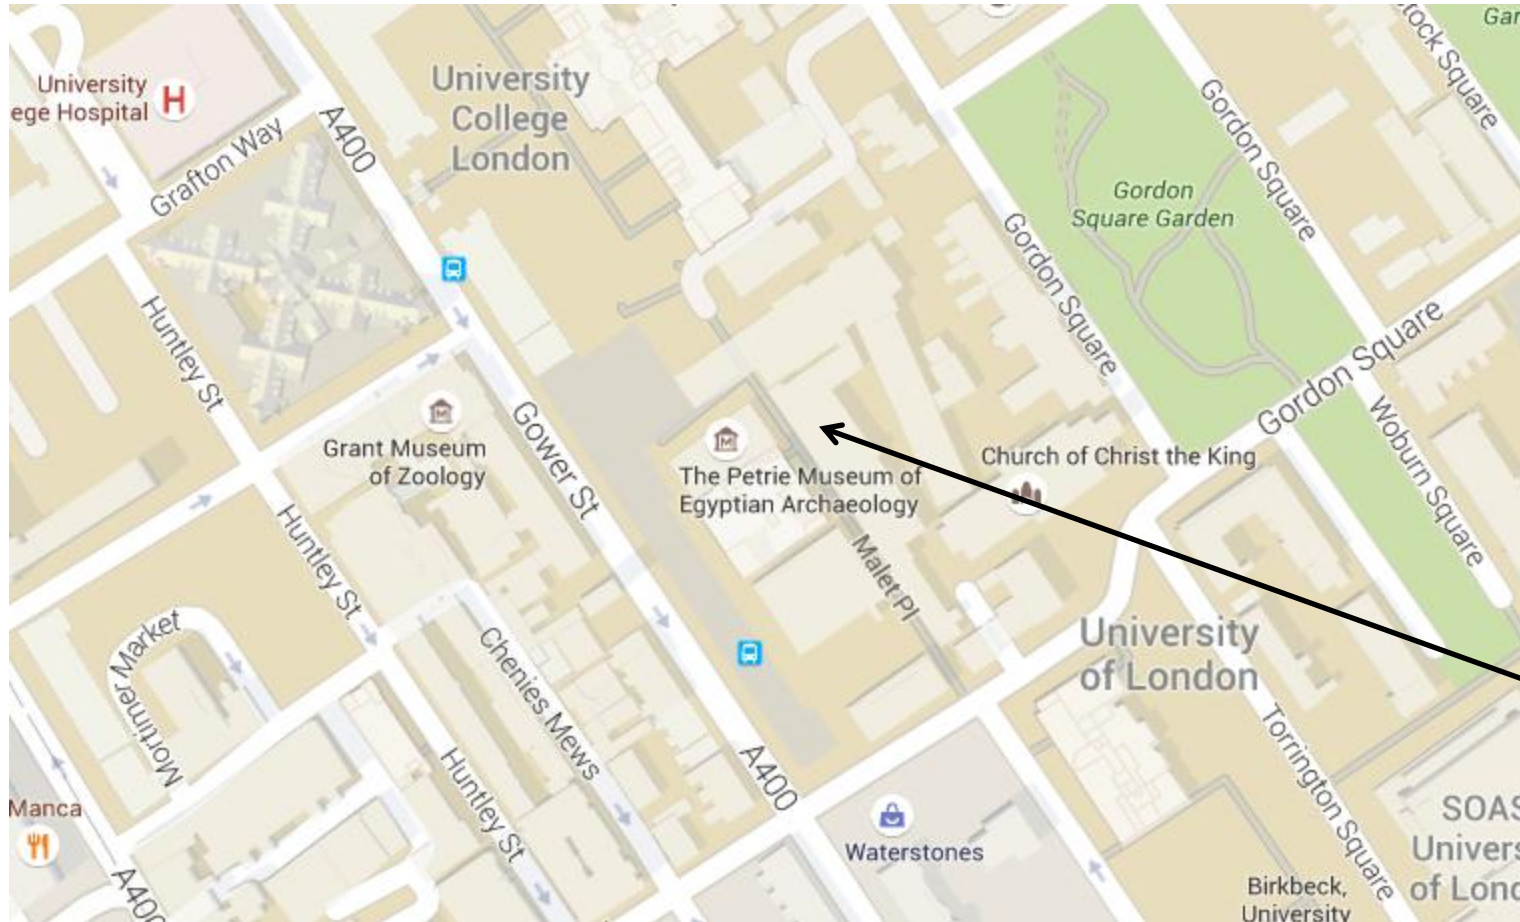 Gar
tock Square
University
ege Hospital
H
A400
Grafton Way
University
College
London
Gordon Square
Gordon
Square Garden
Gordon Square
Gordon Square
Huntley St
Grant Museum
of Zoology
Gower St
M
M
The Petrie Museum of
Egyptian Archaeology
Church of Christ the King
Woburn Square
Huntley St
Malet Pl
Mortimer Market
Chenies Mews
University
of London
Huntley St
A400
Torrington Square
Manca
A400
Waterstones
SOAS
Univers
of Lond
Birkbeck,
University